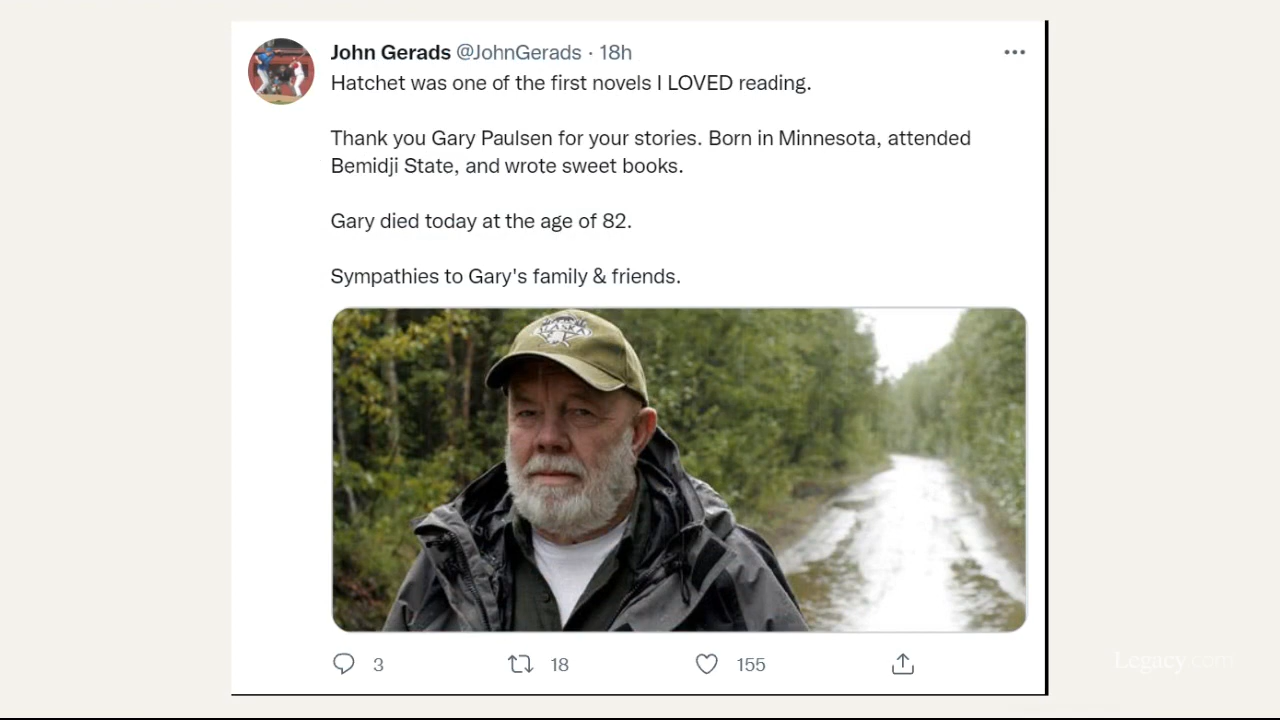 John Gerads @JohnGerads · 18h
Hatchet was one of the first novels I LOVED reading.
Thank you Gary Paulsen for your stories. Born in Minnesota, attended
Bemidji State, and wrote sweet books.
Gary died today at the age of 82.
Sympathies to Gary's family & friends.
ALASKA
3 18 155
Legacy.com